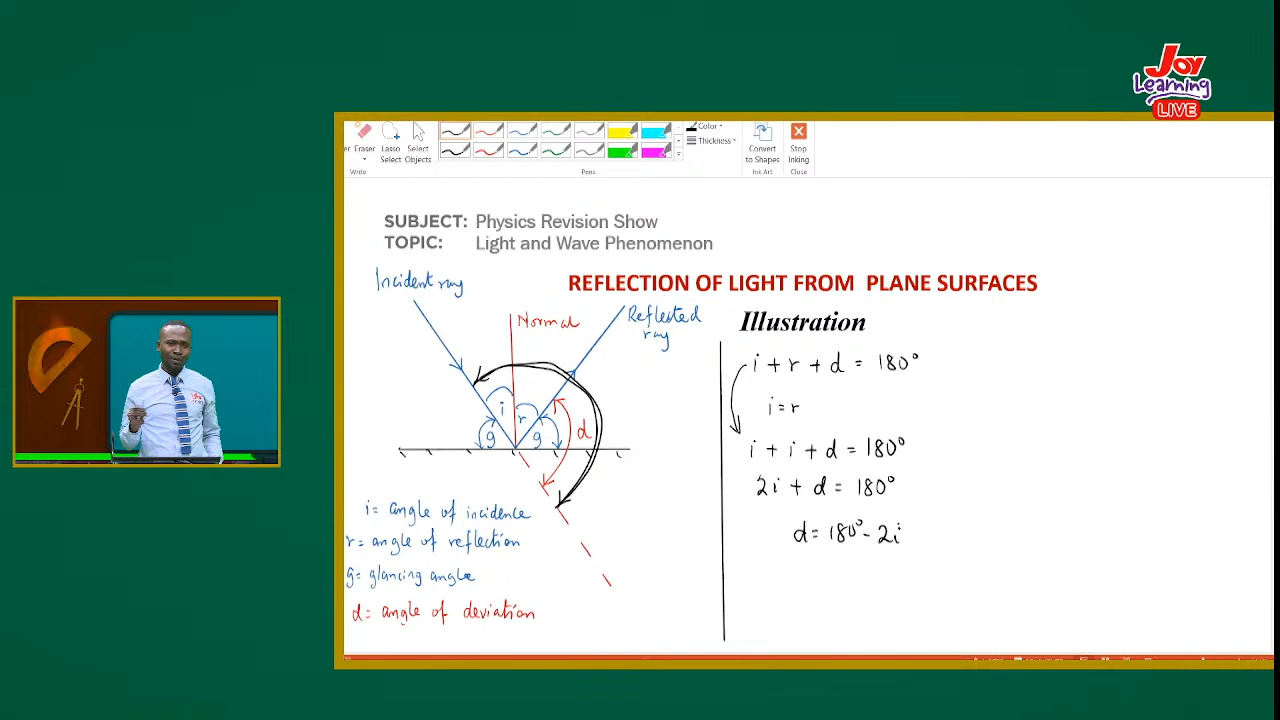 Joy
Learning
LIVE
Eraser
Lasso
Select
Select
Objects
Color
Thickness
Convert
to Shapes
Stop
Inking
Write
Pens
Ink Art
Close
SUBJECT: Physics Revision Show
TOPIC: Light and Wave Phenomenon
REFLECTION OF LIGHT FROM PLANE SURFACES
Incident ray
Normal
Reflected
ray
i
r
g
g
d
i = angle of incidence
r = angle of reflection
g = glancing angle
d = angle of deviation
Illustration
i + r + d = 180°
i = r
i + i + d = 180°
2i + d = 180°
d = 180° - 2i